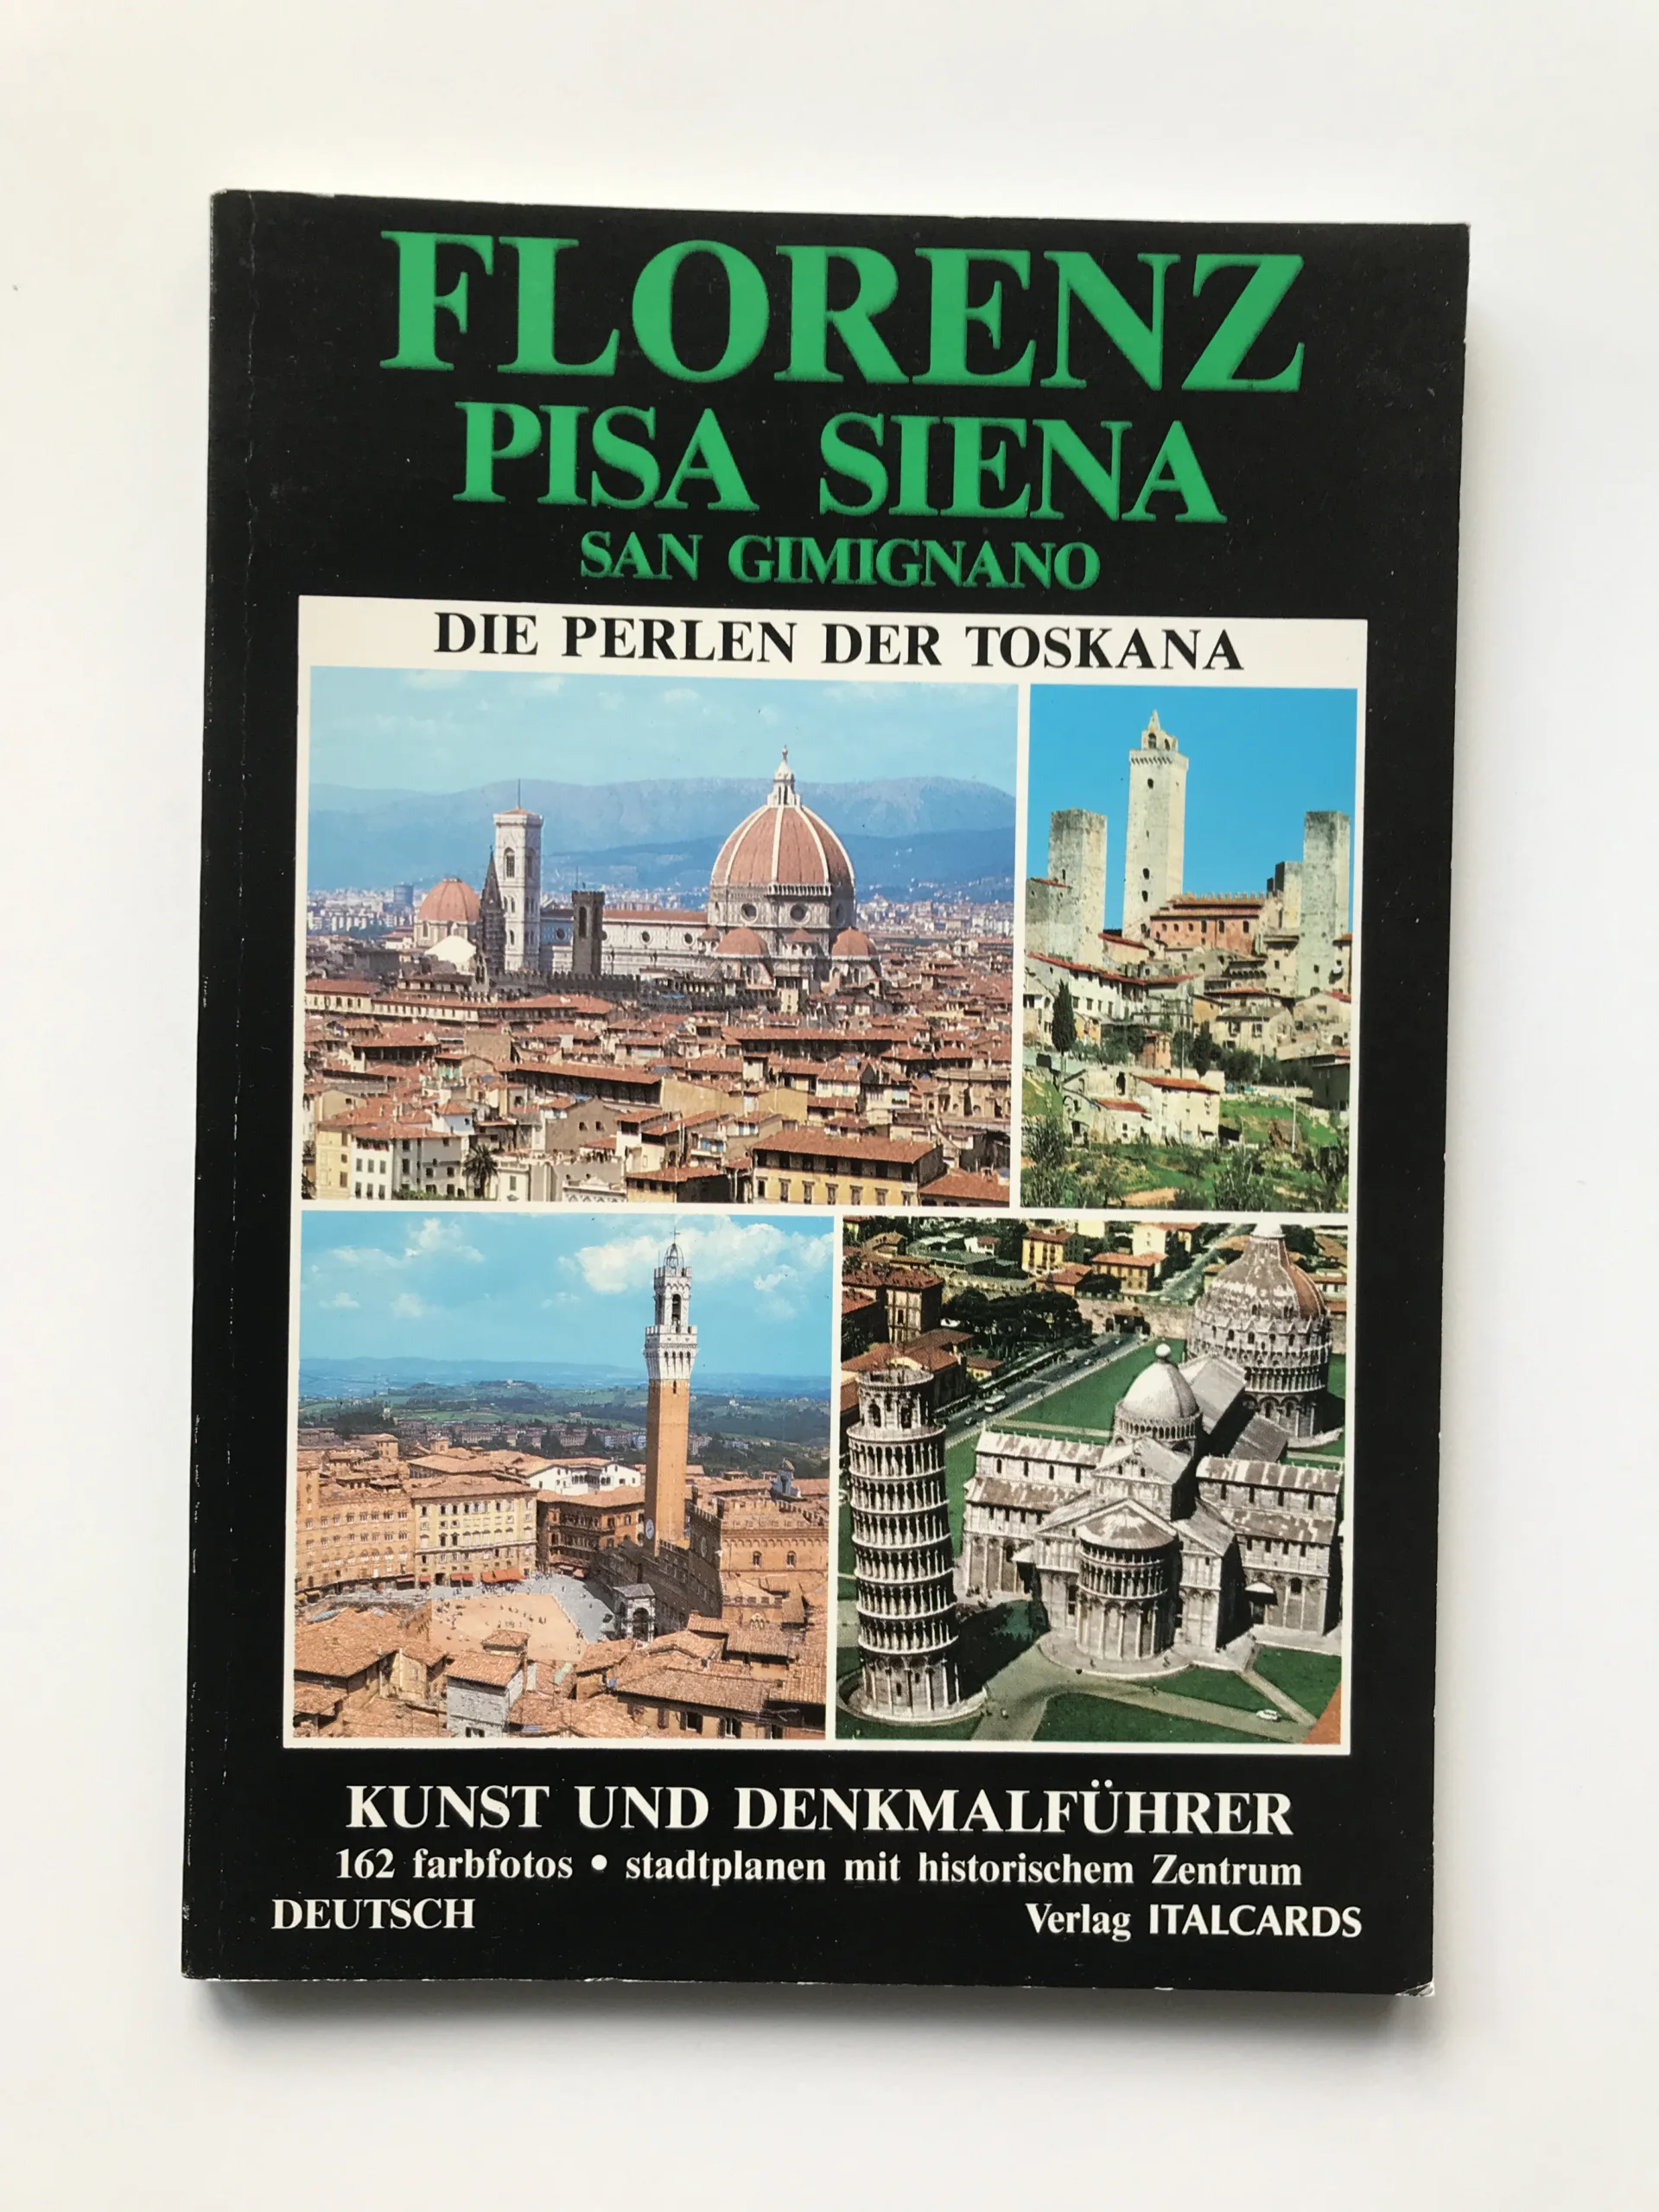 FLORENZ
PISA SIENA
SAN GIMIGNANO
DIE PERLEN DER TOSKANA
KUNST UND DENKMALFÜHRER
162 farbfotos • stadtplanen mit historischem Zentrum
DEUTSCH
Verlag ITALCARDS